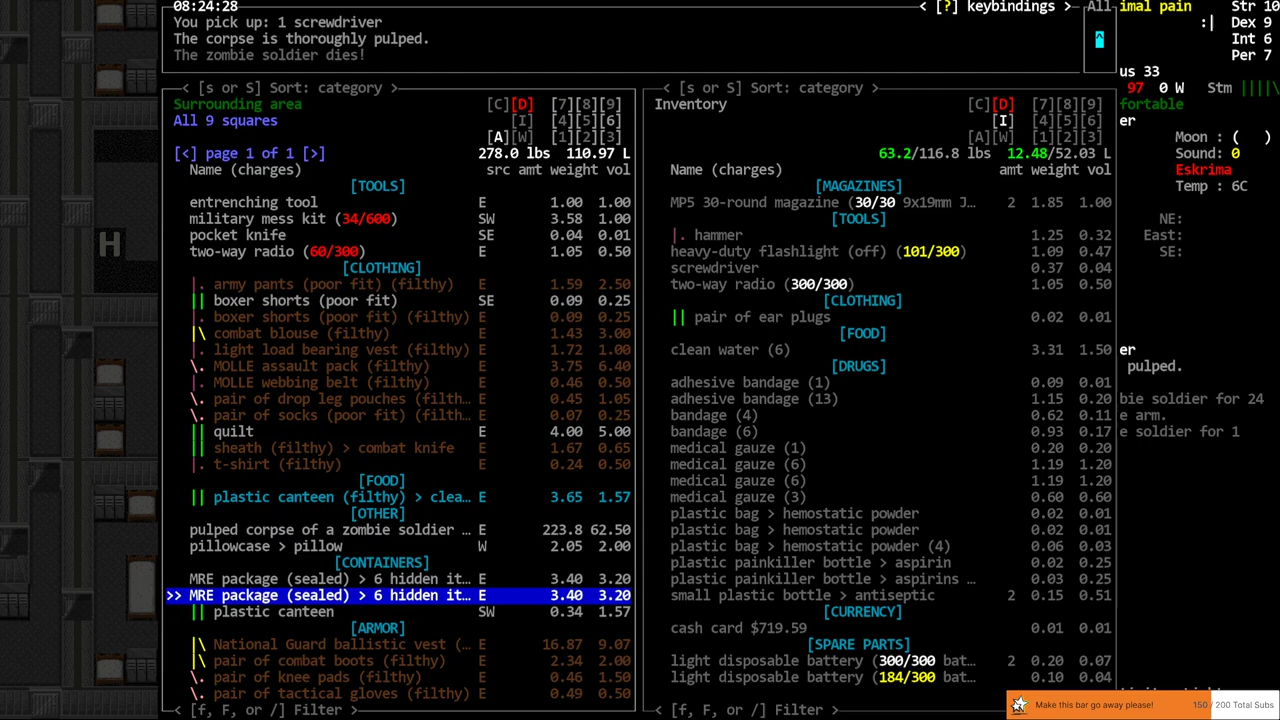 08:24:28 < [?] keybindings > All imal pain Str 10
You pick up: 1 screwdriver :| Dex 9
The corpse is thoroughly pulped. ^ Int 6
The zombie soldier dies! Per 7
us 33
< [s or S] Sort: category > < [s or S] Sort: category > 97 0 W Stm ||||\
Surrounding area [C][D] [7][8][9] Inventory [C][D] [7][8][9] fortable
All 9 squares [I] [4][5][6] [I] [4][5][6] er
[A][W] [1][2][3] [A][W] [1][2][3] Moon : ( )
[<] page 1 of 1 [>] 278.0 lbs 110.97 L 63.2/116.8 lbs 12.48/52.03 L Sound: 0
Name (charges) src amt weight vol Name (charges) amt weight vol Eskrima
[TOOLS] [MAGAZINES] Temp : 6C
entrenching tool E 1.00 1.00 MP5 30-round magazine (30/30 9x19mm J… 2 1.85 1.00
military mess kit (34/600) SW 3.58 1.00 [TOOLS] NE:
pocket knife SE 0.04 0.01 |. hammer 1.25 0.32 East:
two-way radio (60/300) E 1.05 0.50 heavy-duty flashlight (off) (101/300) 1.09 0.47 SE:
[CLOTHING] screwdriver 0.37 0.04
|. army pants (poor fit) (filthy) E 1.59 2.50 two-way radio (300/300) 1.05 0.50
|| boxer shorts (poor fit) SE 0.09 0.25 [CLOTHING]
|. boxer shorts (poor fit) (filthy) E 0.09 0.25 || pair of ear plugs 0.02 0.01
|\ combat blouse (filthy) E 1.43 3.00 [FOOD]
|. light load bearing vest (filthy) E 1.72 1.00 clean water (6) 3.31 1.50 er
\. MOLLE assault pack (filthy) E 3.75 6.40 [DRUGS] pulped.
|. MOLLE webbing belt (filthy) E 0.46 0.50 adhesive bandage (1) 0.09 0.01
\. pair of drop leg pouches (filth… E 0.45 1.05 adhesive bandage (13) 1.15 0.20 bie soldier for 24
\. pair of socks (poor fit) (filthy) E 0.07 0.25 bandage (4) 0.62 0.11 e arm.
|| quilt E 4.00 5.00 bandage (6) 0.93 0.17 e soldier for 1
|| sheath (filthy) > combat knife E 1.67 0.65 medical gauze (1) 0.20 0.20
|. t-shirt (filthy) E 0.24 0.50 medical gauze (6) 1.19 1.20
[FOOD] medical gauze (6) 1.19 1.20
|| plastic canteen (filthy) > clea… E 3.65 1.57 medical gauze (3) 0.60 0.60
[OTHER] plastic bag > hemostatic powder 0.02 0.01
pulped corpse of a zombie soldier … E 223.8 62.50 plastic bag > hemostatic powder 0.02 0.01
pillowcase > pillow W 2.05 2.00 plastic bag > hemostatic powder (4) 0.06 0.03
[CONTAINERS] plastic painkiller bottle > aspirin 0.02 0.25
MRE package (sealed) > 6 hidden it… E 3.40 3.20 plastic painkiller bottle > aspirins … 0.03 0.25
>> MRE package (sealed) > 6 hidden it… E 3.40 3.20 small plastic bottle > antiseptic 2 0.15 0.51
|| plastic canteen SW 0.34 1.57 [CURRENCY]
[ARMOR] cash card $719.59 0.01 0.01
|\ National Guard ballistic vest (… E 16.87 9.07 [SPARE PARTS]
|\ pair of combat boots (filthy) E 2.34 2.00 light disposable battery (300/300 bat… 2 0.20 0.07
\. pair of knee pads (filthy) E 0.46 1.50 light disposable battery (184/300 bat… 0.10 0.04
\. pair of tactical gloves (filthy) E 0.49 0.50
< [f, F, or /] Filter > < [f, F, or /] Filter > Make this bar go away please! 150 / 200 Total Subs
H